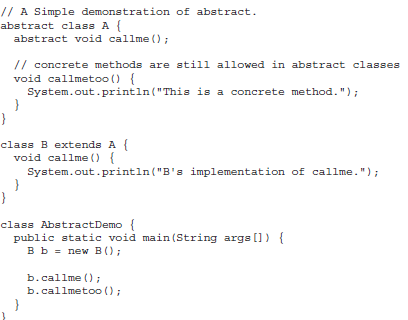 // A Simple demonstration of abstract.
abstract class A {
  abstract void callme();

  // concrete methods are still allowed in abstract classes
  void callmetoo() {
    System.out.println("This is a concrete method.");
  }
}

class B extends A {
  void callme() {
    System.out.println("B's implementation of callme.");
  }
}

class AbstractDemo {
  public static void main(String args[]) {
    B b = new B();

    b.callme();
    b.callmetoo();
  }
}